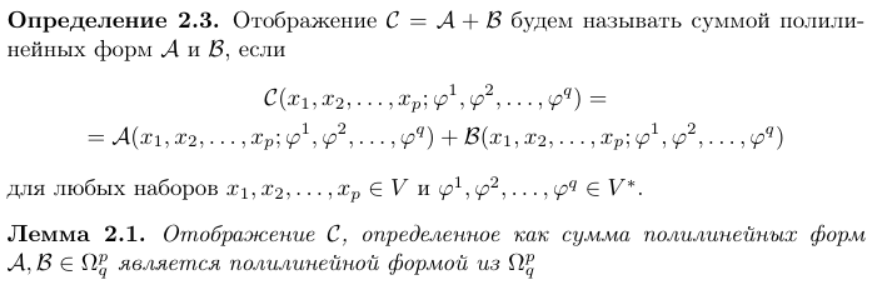 Определение 2.3. Отображение 𝒞 = 𝒜 + ℬ будем называть суммой полили-
нейных форм 𝒜 и ℬ, если
𝒞(x₁, x₂, . . . , xₚ; φ¹, φ², . . . , φ^q) =
= 𝒜(x₁, x₂, . . . , xₚ; φ¹, φ², . . . , φ^q) + ℬ(x₁, x₂, . . . , xₚ; φ¹, φ², . . . , φ^q)
для любых наборов x₁, x₂, . . . , xₚ ∈ V и φ¹, φ², . . . , φ^q ∈ V*.
Лемма 2.1. Отображение 𝒞, определенное как сумма полилинейных форм
𝒜, ℬ ∈ Ω^p_q является полилинейной формой из Ω^p_q